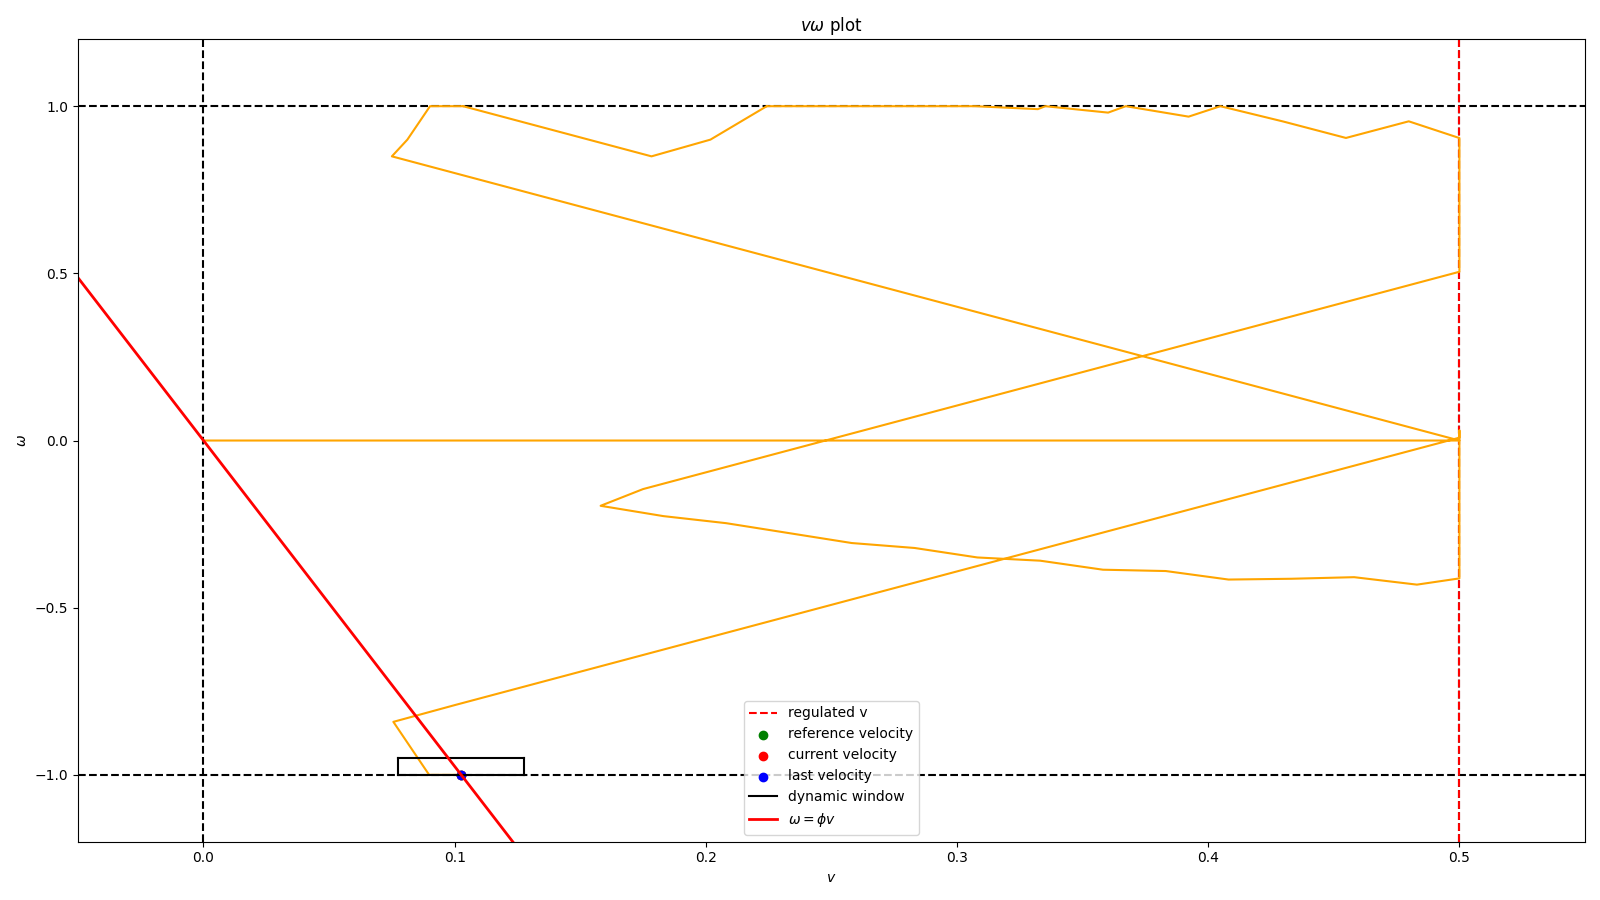 vω plot
1.0
0.5
0.0
−0.5
−1.0
ω
0.0
0.1
0.2
0.3
0.4
0.5
v
regulated v
reference velocity
current velocity
last velocity
dynamic window
ω = ϕv